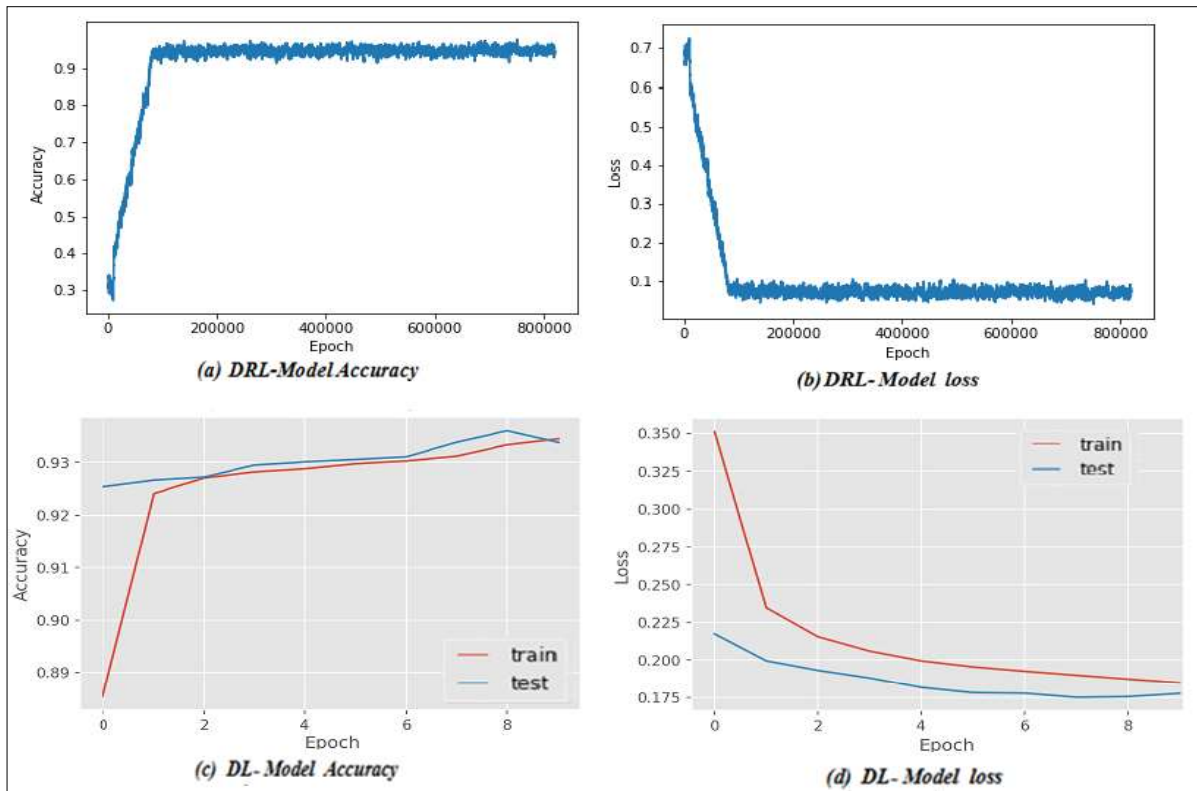 0.9
0.8
0.7
0.6
0.5
0.4
0.3
Accuracy
0
200000
400000
600000
800000
Epoch
(a) DRL-Model Accuracy
0.7
0.6
0.5
0.4
0.3
0.2
0.1
Loss
0
200000
400000
600000
800000
Epoch
(b) DRL- Model loss
0.93
0.92
0.91
0.90
0.89
Accuracy
train
test
0
2
4
6
8
Epoch
(c) DL- Model Accuracy
0.350
0.325
0.300
0.275
0.250
0.225
0.200
0.175
Loss
train
test
0
2
4
6
8
Epoch
(d) DL- Model loss